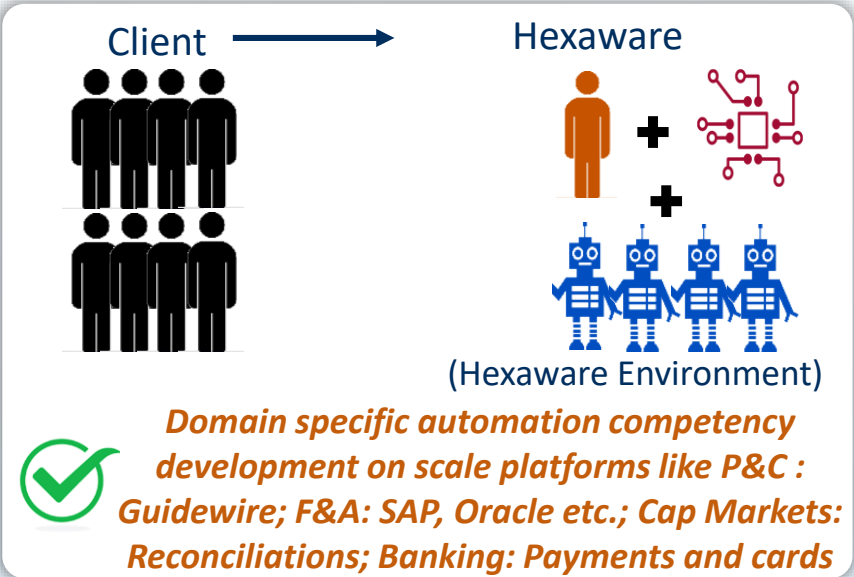 Client
Hexaware
(Hexaware Environment)
Domain specific automation competency
development on scale platforms like P&C :
Guidewire; F&A: SAP, Oracle etc.; Cap Markets:
Reconciliations; Banking: Payments and cards